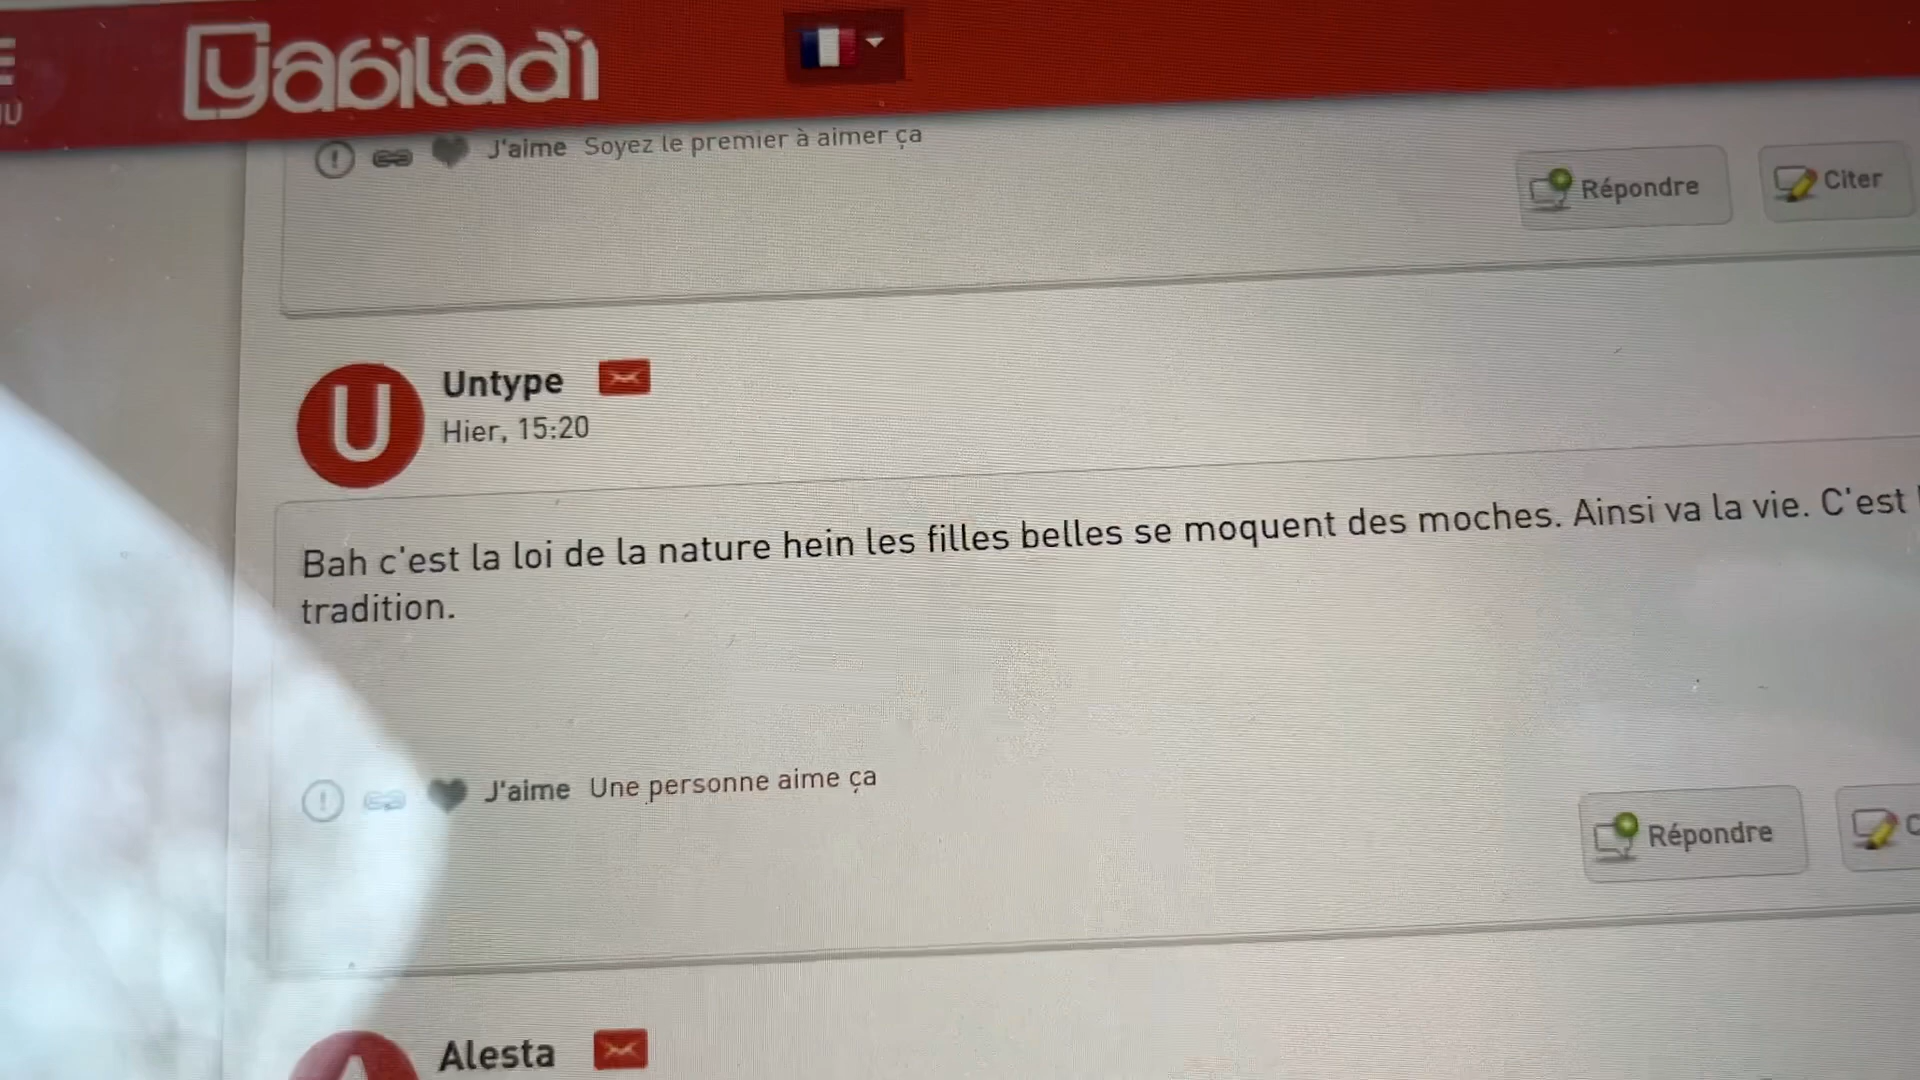 yabiladi
J'aime Soyez le premier à aimer ça
Répondre
Citer
U
Untype
Hier, 15:20
Bah c'est la loi de la nature hein les filles belles se moquent des moches. Ainsi va la vie. C'est
tradition.
J'aime Une personne aime ça
Répondre
Alesta